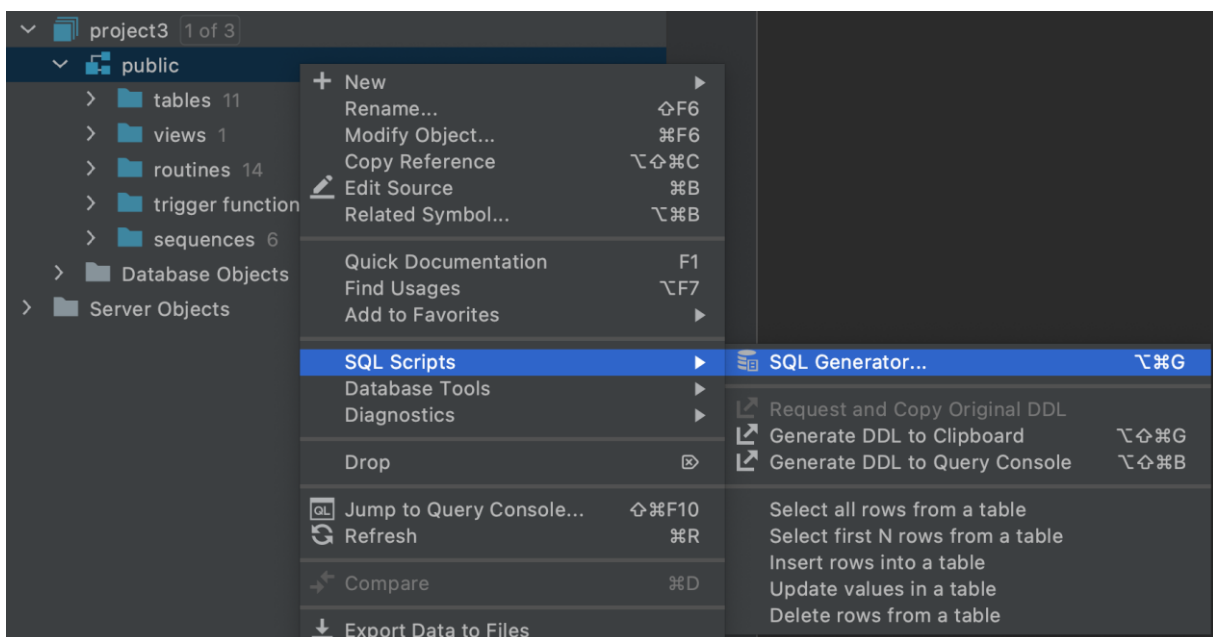 project3 1 of 3
public
tables 11
views 1
routines 14
trigger function
sequences 6
Database Objects
Server Objects
New
Rename... ⇧F6
Modify Object... ⌘F6
Copy Reference ⌥⇧⌘C
Edit Source ⌘B
Related Symbol... ⌥⌘B
Quick Documentation F1
Find Usages ⌥F7
Add to Favorites
SQL Scripts
Database Tools
Diagnostics
Drop ⌦
QL Jump to Query Console... ⇧⌘F10
Refresh ⌘R
Compare ⌘D
Export Data to Files
SQL Generator... ⌥⌘G
Request and Copy Original DDL
Generate DDL to Clipboard ⌥⇧⌘G
Generate DDL to Query Console ⌥⇧⌘B
Select all rows from a table
Select first N rows from a table
Insert rows into a table
Update values in a table
Delete rows from a table